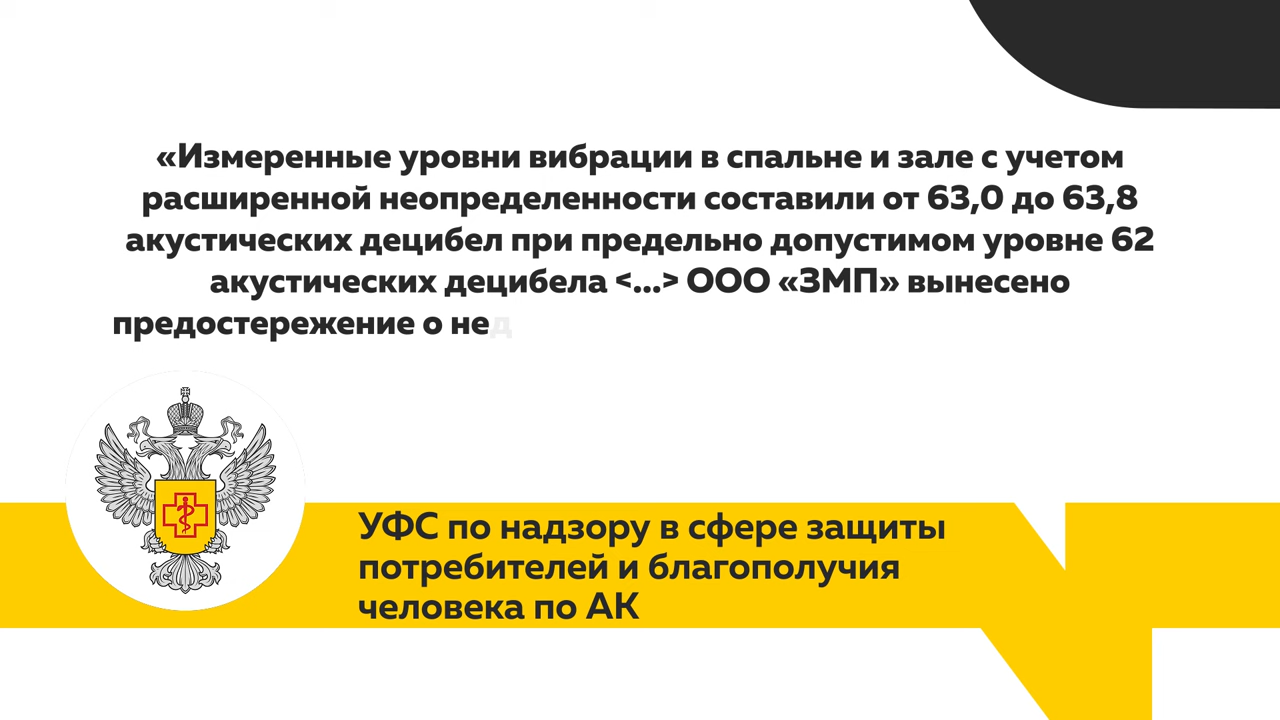 «Измеренные уровни вибрации в спальне и зале с учетом
расширенной неопределенности составили от 63,0 до 63,8
акустических децибел при предельно допустимом уровне 62
акустических децибела <...> ООО «ЗМП» вынесено
предостережение о нед
УФС по надзору в сфере защиты
потребителей и благополучия
человека по АК